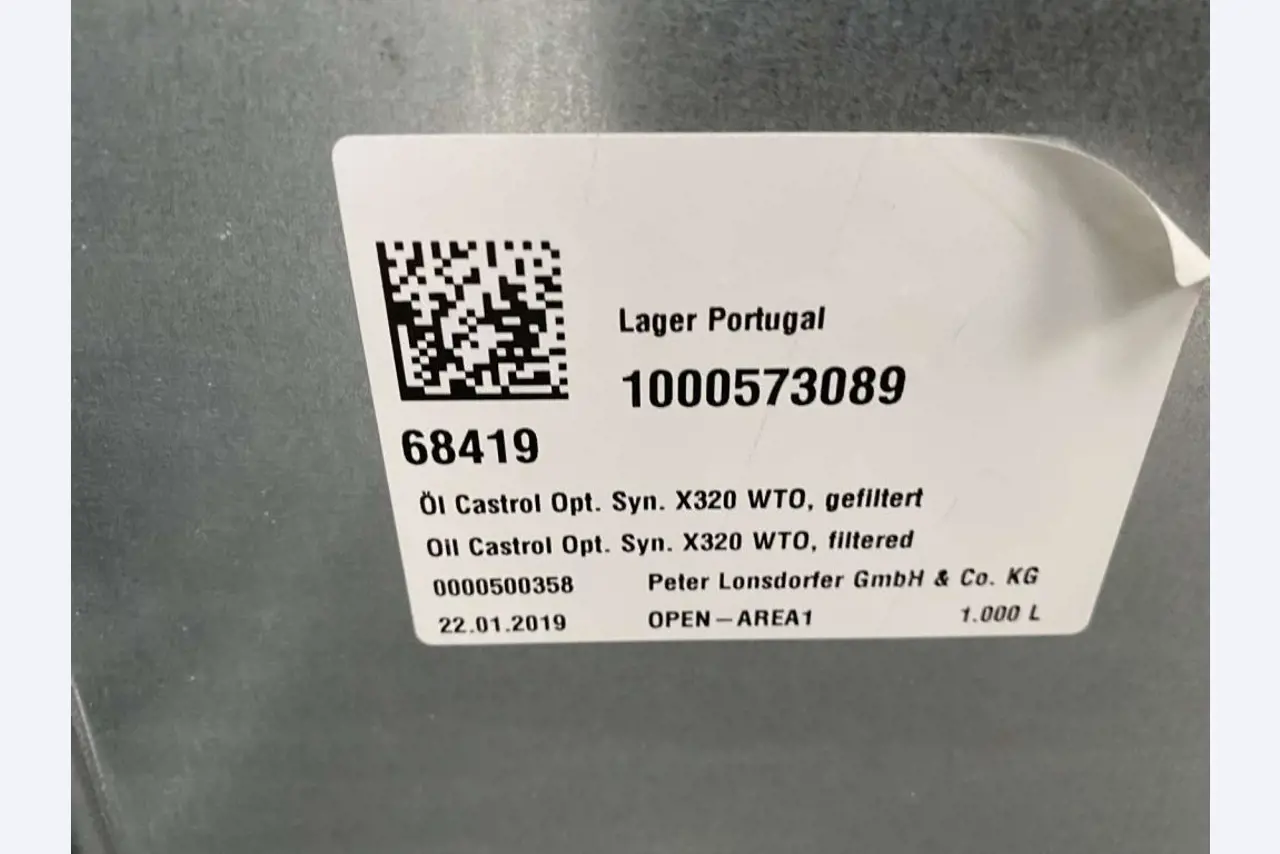 Lager Portugal
1000573089
68419
Öl Castrol Opt. Syn. X320 WTO, gefiltert
Oil Castrol Opt. Syn. X320 WTO, filtered
0000500358 Peter Lonsdorfer GmbH & Co. KG
22.01.2019 OPEN-AREA1 1.000 L